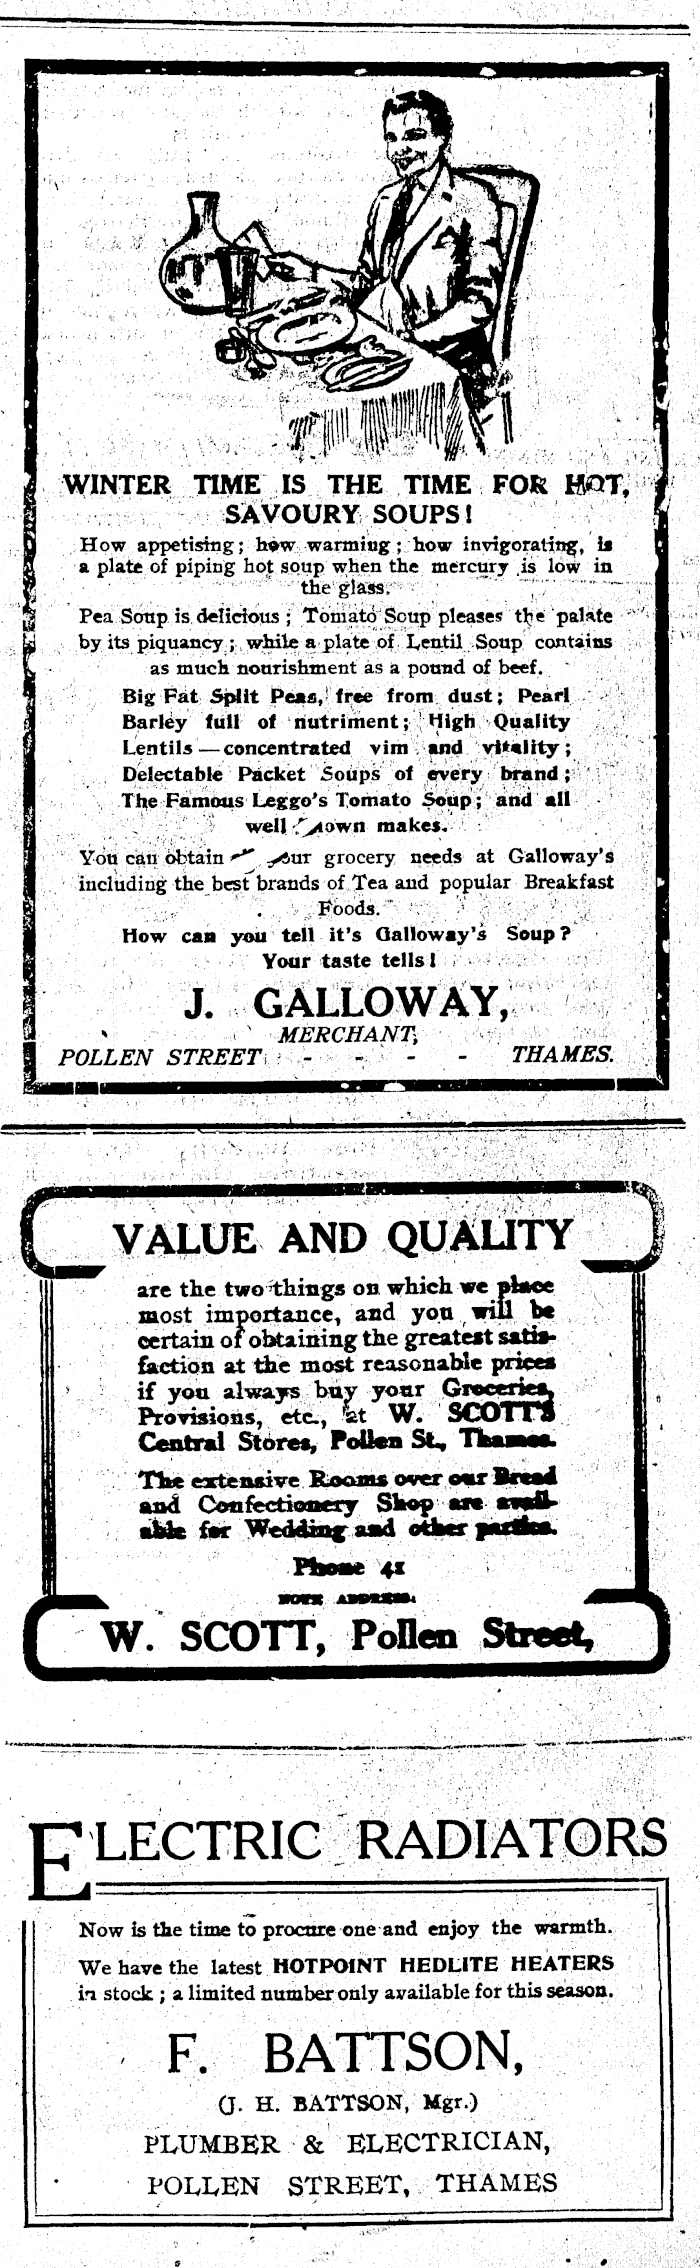 WINTER TIME IS THE TIME FOR HOT,
SAVOURY SOUPS!
How appetising; how warming; how invigorating, is
a plate of piping hot soup when the mercury is low in
the glass.
Pea Soup is delicious; Tomato Soup pleases the palate
by its piquancy; while a plate of Lentil Soup contains
as much nourishment as a pound of beef.
Big Fat Split Peas, free from dust; Pearl
Barley full of nutriment; High Quality
Lentils—concentrated vim and vitality;
Delectable Packet Soups of every brand;
The Famous Leggo's Tomato Soup; and all
well makes.
You can obtain grocery needs at Galloway's
including the best brands of Tea and popular Breakfast
Foods.
How can you tell it's Galloway's Soup?
Your taste tells!
J. GALLOWAY,
MERCHANT,
POLLEN STREET - - - - THAMES.
VALUE AND QUALITY
are the two things on which we place
most importance, and you will be
certain of obtaining the greatest satis-
faction at the most reasonable prices
if you always buy your Groceries,
Provisions, etc., at W. SCOTT'S
Central Stores, Pollen St., Thames.
The extensive Rooms over our Bread
and Confectionery Shop are avail-
able for Wedding and other parties.
Phone 41
NOTE ADDRESS:
W. SCOTT, Pollen Street,
ELECTRIC RADIATORS
Now is the time to procure one and enjoy the warmth.
We have the latest HOTPOINT HEDLITE HEATERS
in stock; a limited number only available for this season.
F. BATTSON,
(J. H. BATTSON, Mgr.)
PLUMBER & ELECTRICIAN,
POLLEN STREET, THAMES